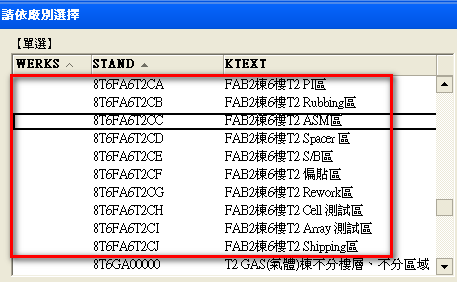 請依廠別選擇
【單選】
WERKS STAND KTEXT
8T6FA6T2CA FAB2棟6樓T2 PI區
8T6FA6T2CB FAB2棟6樓T2 Rubbing區
8T6FA6T2CC FAB2棟6樓T2 ASM區
8T6FA6T2CD FAB2棟6樓T2 Spacer 區
8T6FA6T2CE FAB2棟6樓T2 S/B區
8T6FA6T2CF FAB2棟6樓T2 偏貼區
8T6FA6T2CG FAB2棟6樓T2 Rework區
8T6FA6T2CH FAB2棟6樓T2 Cell 測試區
8T6FA6T2CI FAB2棟6樓T2 Array 測試區
8T6FA6T2CJ FAB2棟6樓T2 Shipping區
8T6GA00000 T2 GAS(氣體)棟不分樓層、不分區域